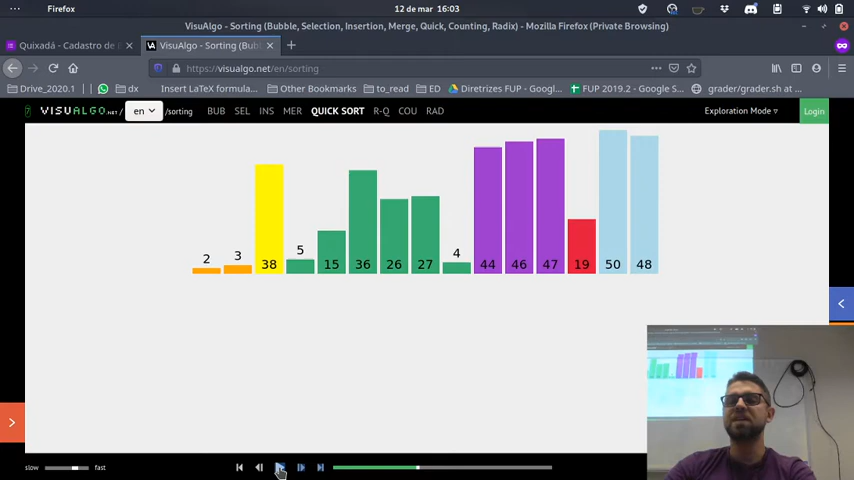 Firefox
12 de mar 16:03
VisuAlgo - Sorting (Bubble, Selection, Insertion, Merge, Quick, Counting, Radix) - Mozilla Firefox (Private Browsing)
Quixadá - Cadastro de
VisuAlgo - Sorting (Bubb
https://visualgo.net/en/sorting
Drive_2020.1 dx Insert LaTeX formula... Other Bookmarks to_read ED Diretrizes FUP - Googl... FUP 2019.2 - Google S... grader/grader.sh at ...
7 VISUALGO.NET/ en /sorting BUB SEL INS MER QUICK SORT R-Q COU RAD Exploration Mode Login
2 3 38 5 15 36 26 27 4 44 46 47 19 50 48
slow fast